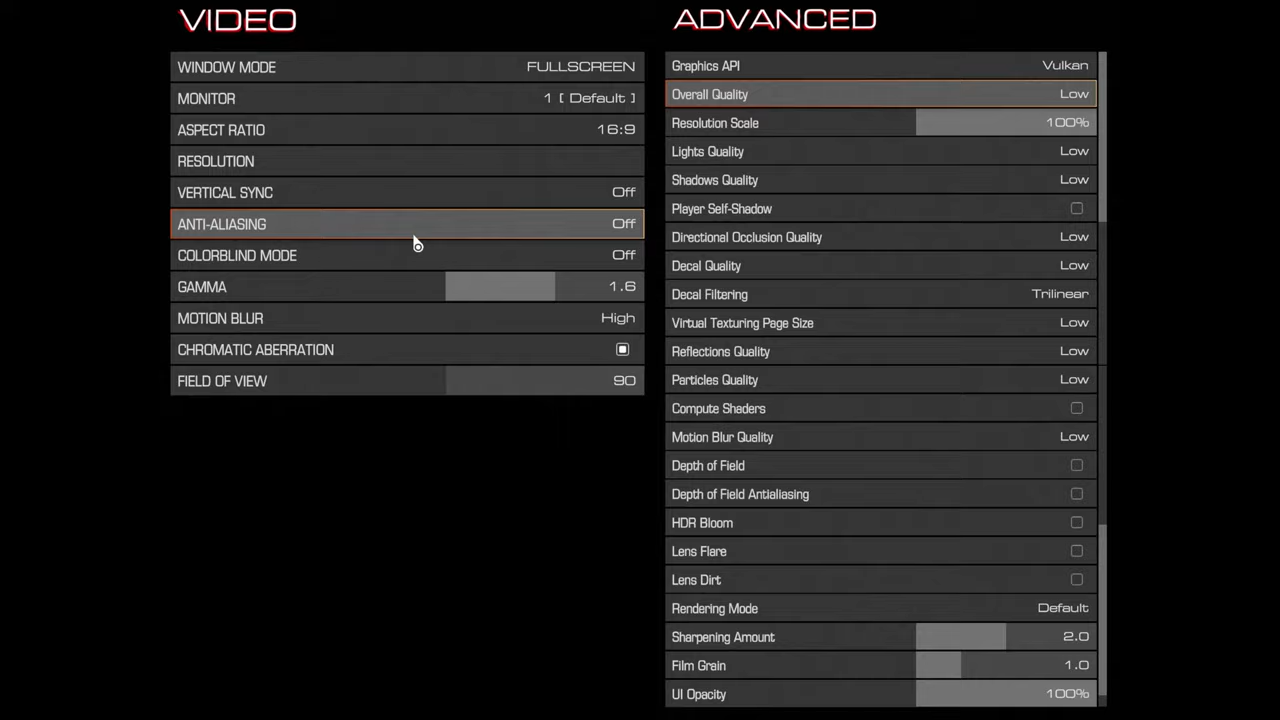 VIDEO
WINDOW MODE FULLSCREEN
MONITOR 1 [ Default ]
ASPECT RATIO 16:9
RESOLUTION
VERTICAL SYNC Off
ANTI-ALIASING Off
COLORBLIND MODE Off
GAMMA 1.6
MOTION BLUR High
CHROMATIC ABERRATION
FIELD OF VIEW 90
ADVANCED
Graphics API Vulkan
Overall Quality Low
Resolution Scale 100%
Lights Quality Low
Shadows Quality Low
Player Self-Shadow
Directional Occlusion Quality Low
Decal Quality Low
Decal Filtering Trilinear
Virtual Texturing Page Size Low
Reflections Quality Low
Particles Quality Low
Compute Shaders
Motion Blur Quality Low
Depth of Field
Depth of Field Antialiasing
HDR Bloom
Lens Flare
Lens Dirt
Rendering Mode Default
Sharpening Amount 2.0
Film Grain 1.0
UI Opacity 100%